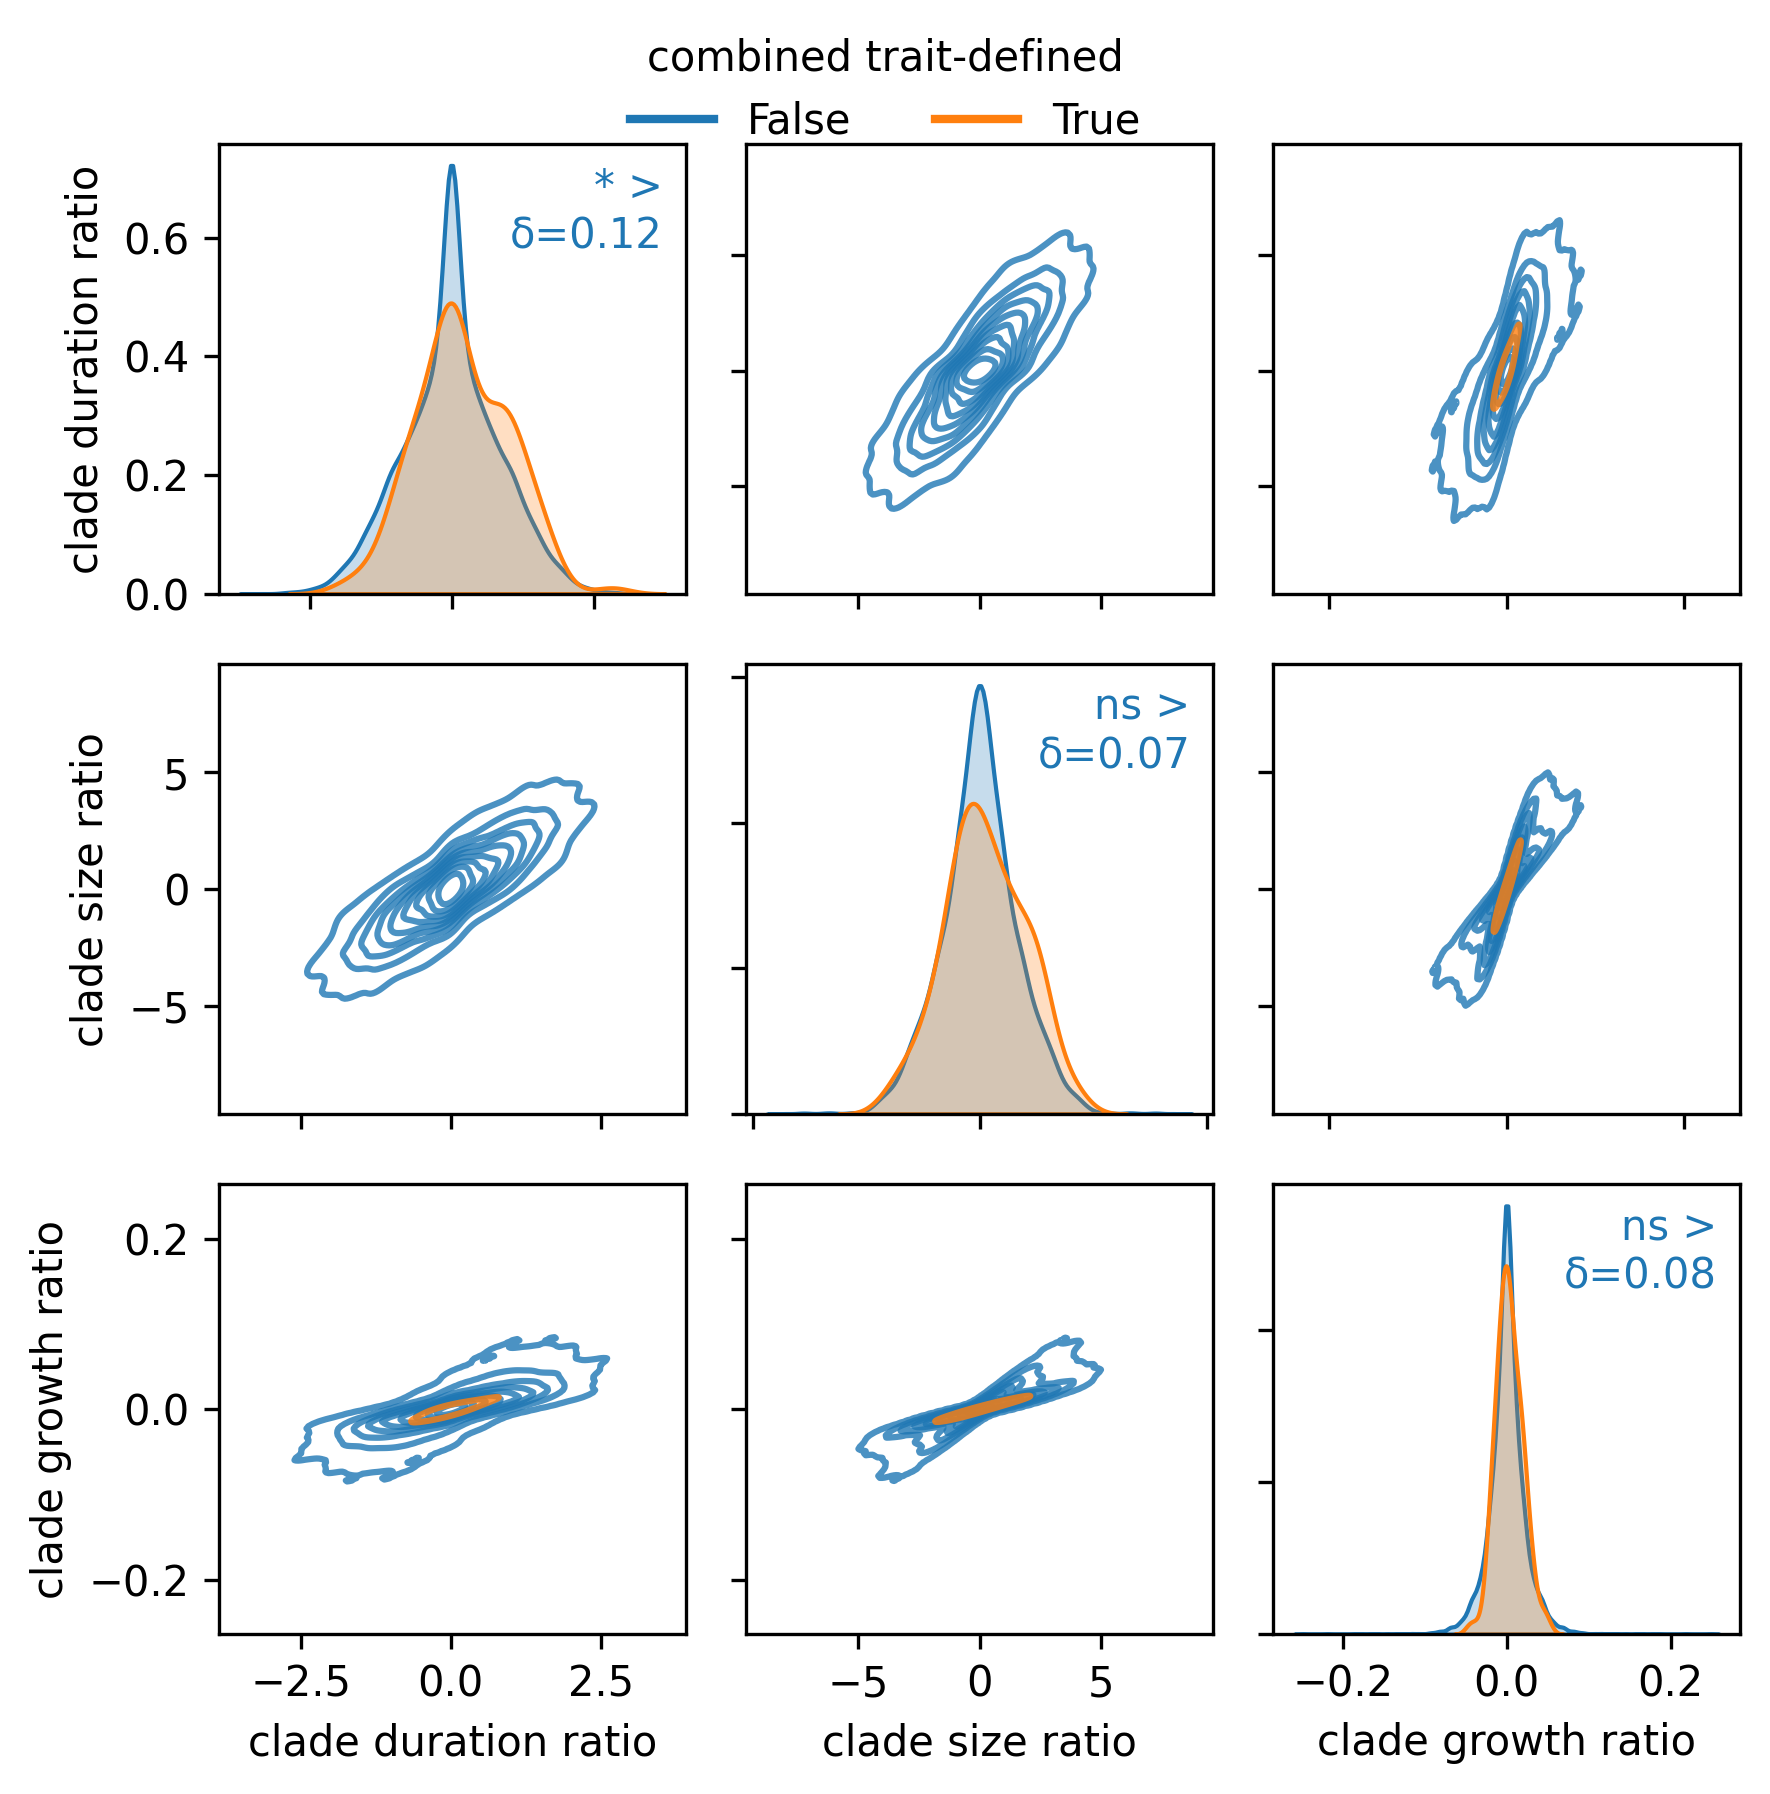 combined trait-defined
False True
clade duration ratio
0.6
0.4
0.2
0.0
* >
δ=0.12
clade size ratio
5
0
−5
ns >
δ=0.07
clade growth ratio
0.2
0.0
−0.2
ns >
δ=0.08
−2.5 0.0 2.5
−5 0 5
−0.2 0.0 0.2
clade duration ratio
clade size ratio
clade growth ratio